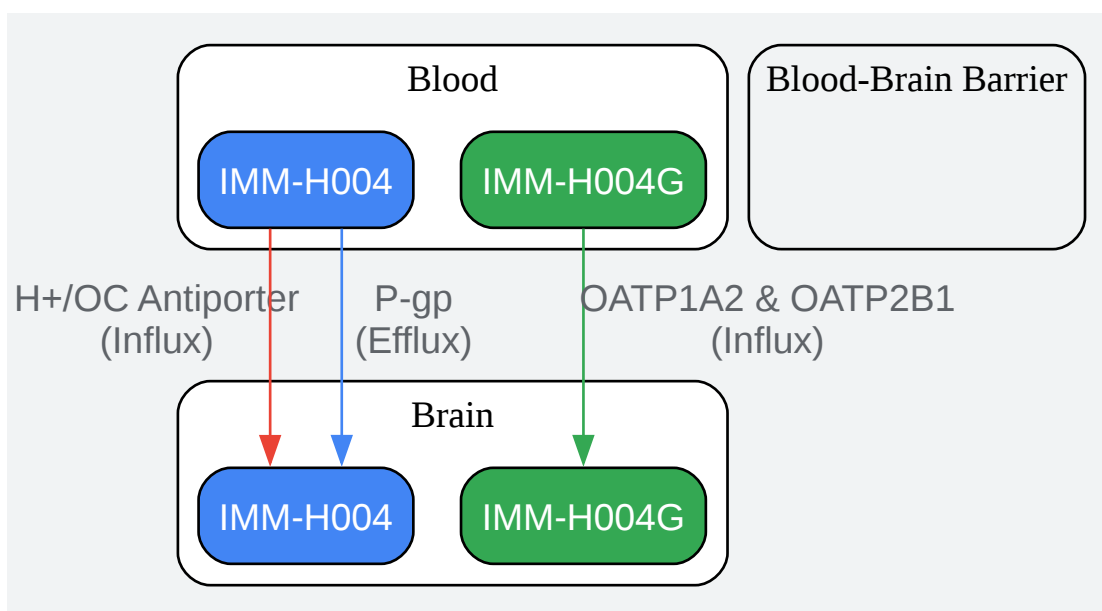 Blood
Blood-Brain Barrier
IMM-H004
IMM-H004G
H+/OC Antiporter
(Influx)
P-gp
(Efflux)
OATP1A2 & OATP2B1
(Influx)
Brain
IMM-H004
IMM-H004G